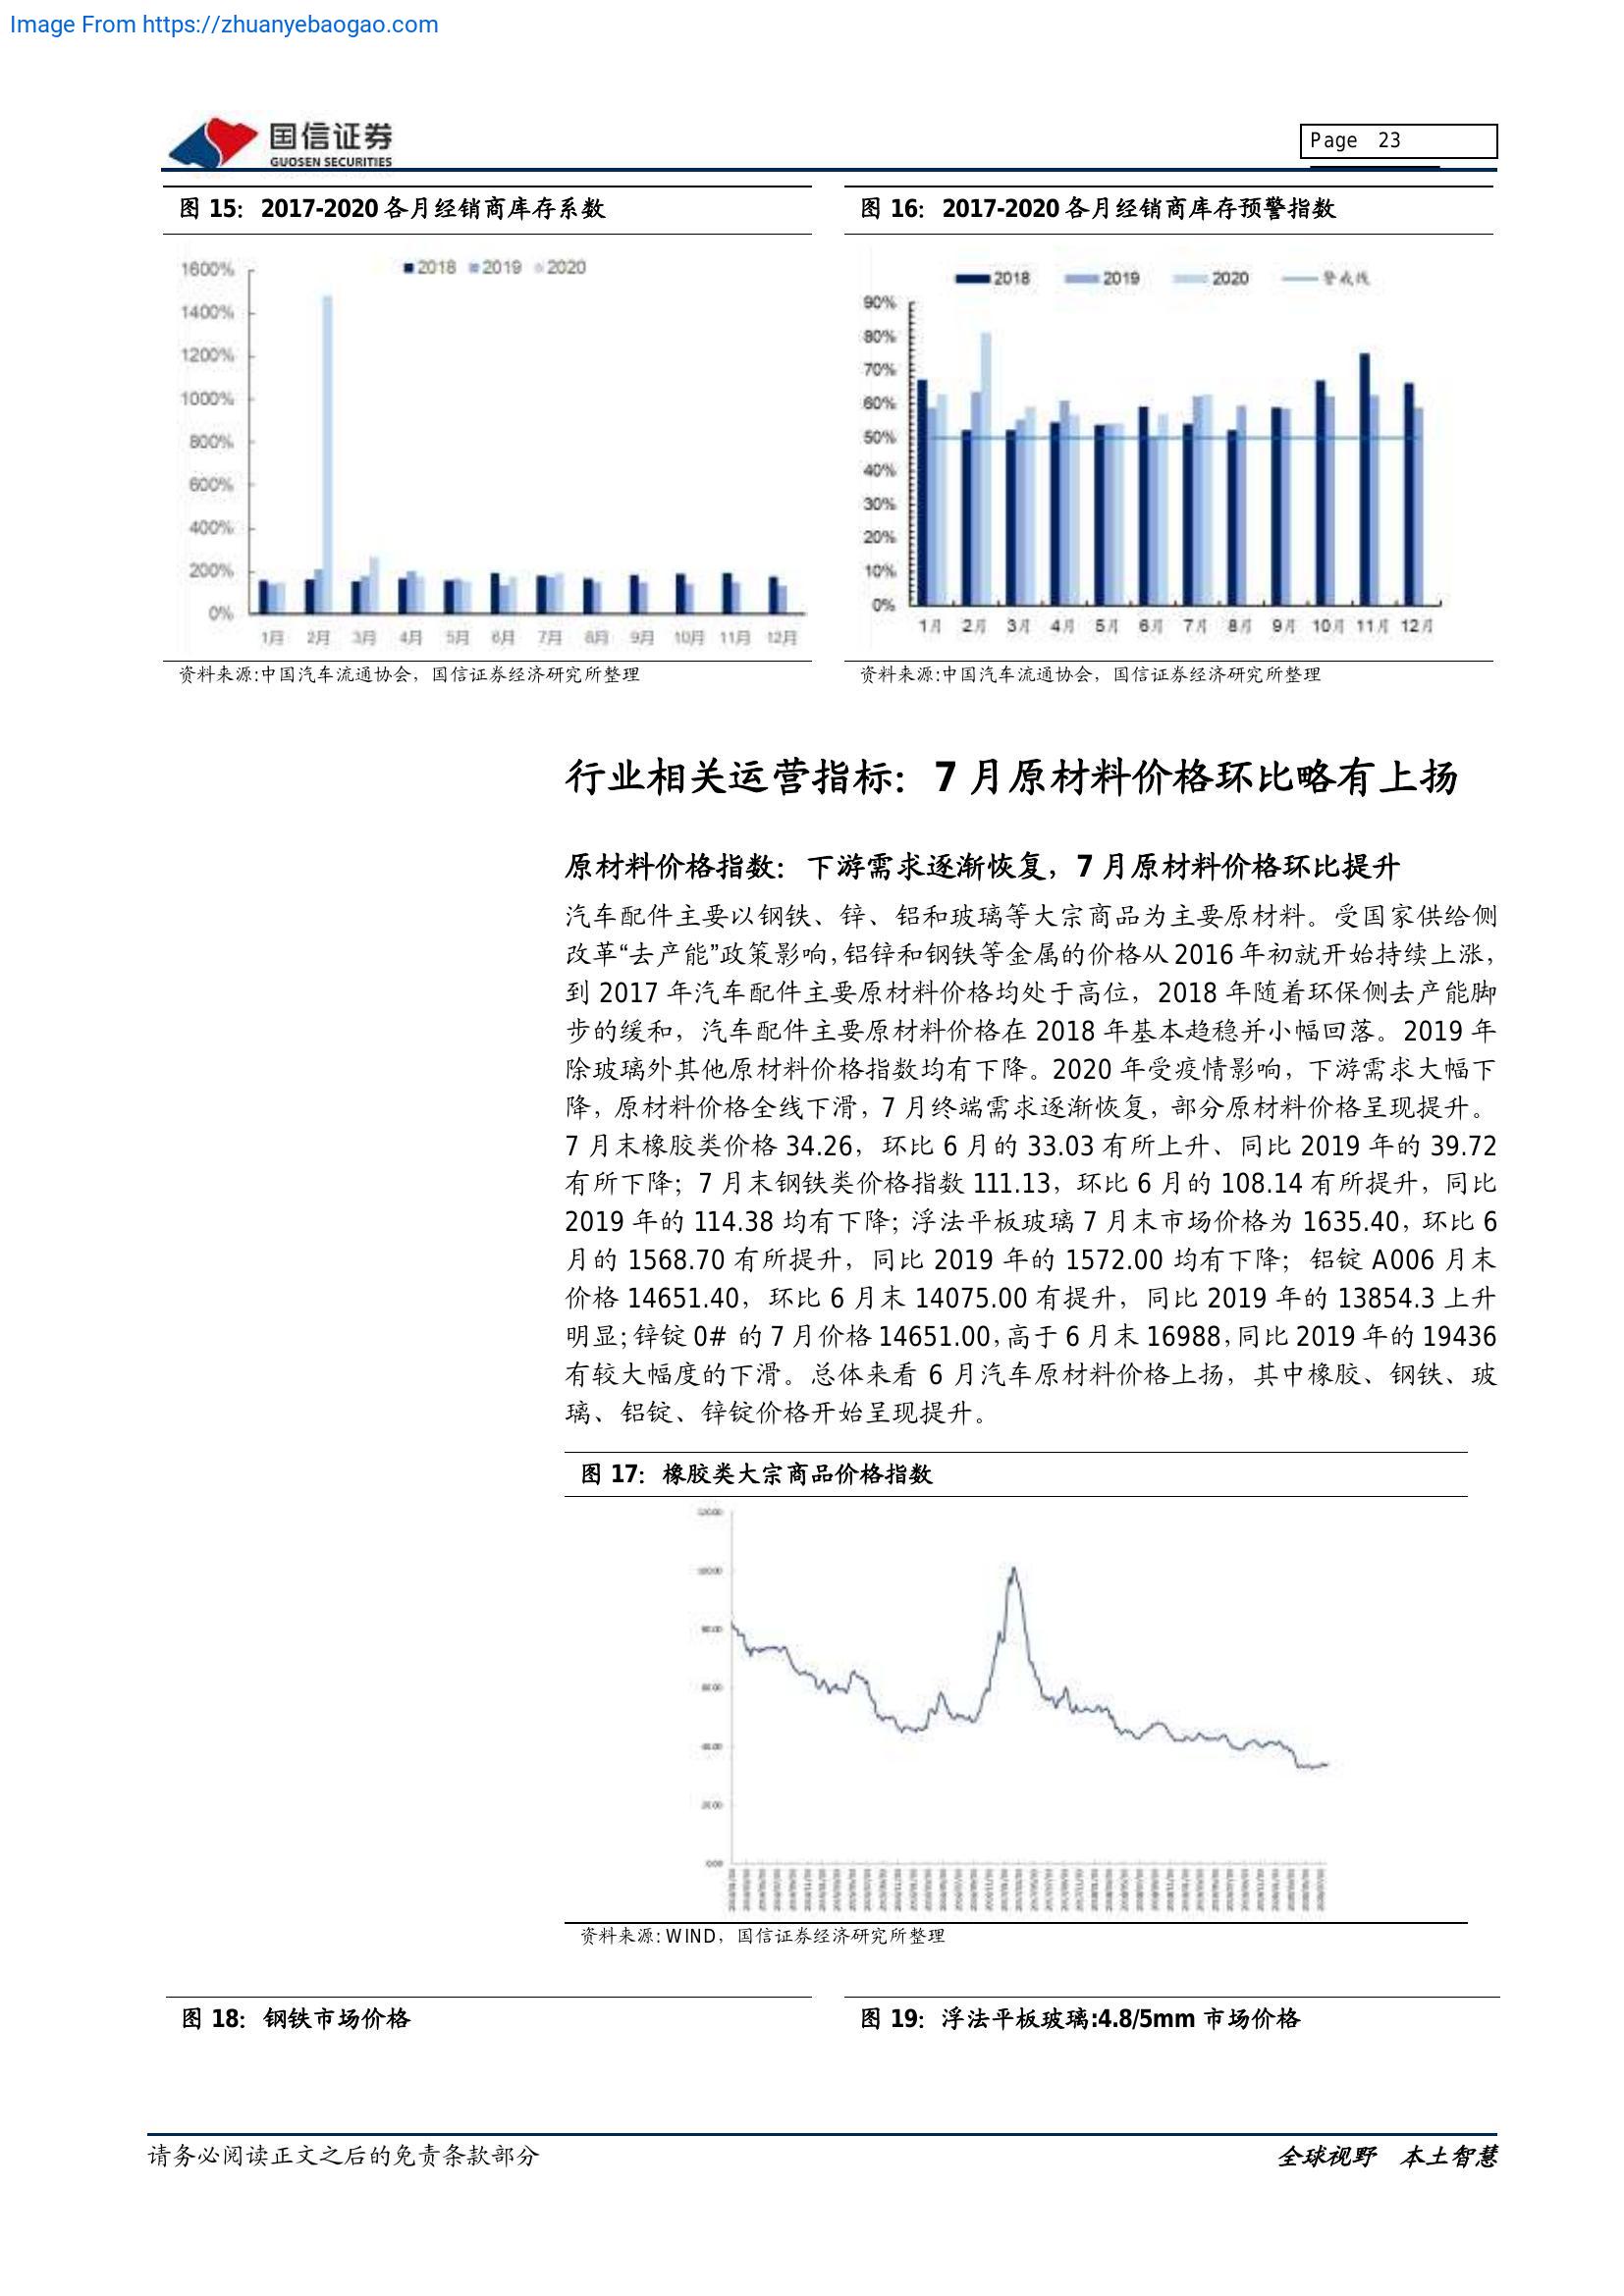 Image From https://zhuanyebaogao.com
国信证券
GUOSEN SECURITIES
Page 23
图 15：2017-2020 各月经销商库存系数
图 16：2017-2020 各月经销商库存预警指数
2018 2019 2020
1600%
1400%
1200%
1000%
800%
600%
400%
200%
0%
1月 2月 3月 4月 5月 6月 7月 8月 9月 10月 11月 12月
2018 2019 2020 警戒线
90%
80%
70%
60%
50%
40%
30%
20%
10%
0%
1月 2月 3月 4月 5月 6月 7月 8月 9月 10月 11月 12月
资料来源:中国汽车流通协会，国信证券经济研究所整理
资料来源:中国汽车流通协会，国信证券经济研究所整理
行业相关运营指标：7 月原材料价格环比略有上扬
原材料价格指数：下游需求逐渐恢复，7 月原材料价格环比提升
汽车配件主要以钢铁、锌、铝和玻璃等大宗商品为主要原材料。受国家供给侧
改革“去产能”政策影响，铝锌和钢铁等金属的价格从 2016 年初就开始持续上涨，
到 2017 年汽车配件主要原材料价格均处于高位，2018 年随着环保侧去产能脚
步的缓和，汽车配件主要原材料价格在 2018 年基本趋稳并小幅回落。2019 年
除玻璃外其他原材料价格指数均有下降。2020 年受疫情影响，下游需求大幅下
降，原材料价格全线下滑，7 月终端需求逐渐恢复，部分原材料价格呈现提升。
7 月末橡胶类价格 34.26，环比 6 月的 33.03 有所上升、同比 2019 年的 39.72
有所下降；7 月末钢铁类价格指数 111.13，环比 6 月的 108.14 有所提升，同比
2019 年的 114.38 均有下降；浮法平板玻璃 7 月末市场价格为 1635.40，环比 6
月的 1568.70 有所提升，同比 2019 年的 1572.00 均有下降；铝锭 A006 月末
价格 14651.40，环比 6 月末 14075.00 有提升，同比 2019 年的 13854.3 上升
明显；锌锭 0# 的 7 月价格 14651.00，高于 6 月末 16988，同比 2019 年的 19436
有较大幅度的下滑。总体来看 6 月汽车原材料价格上扬，其中橡胶、钢铁、玻
璃、铝锭、锌锭价格开始呈现提升。
图 17：橡胶类大宗商品价格指数
120.00
100.00
80.00
60.00
40.00
20.00
0.00
资料来源: WIND，国信证券经济研究所整理
图 18：钢铁市场价格
图 19：浮法平板玻璃:4.8/5mm 市场价格
请务必阅读正文之后的免责条款部分
全球视野 本土智慧